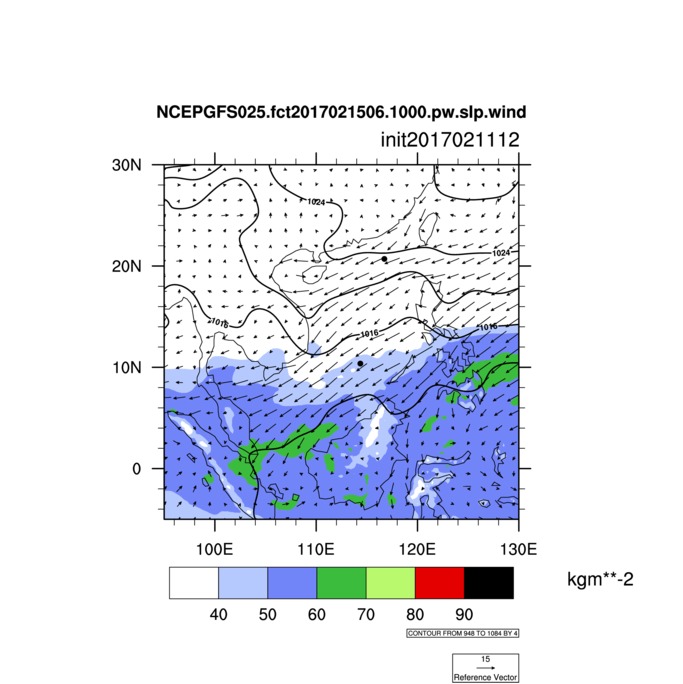 NCEPGFS025.fct2017021506.1000.pw.slp.wind
init2017021112
30N
1024
20N
1024
1016
1016
1016
10N
0
100E 110E 120E 130E
kgm**-2
40 50 60 70 80 90
CONTOUR FROM 948 TO 1084 BY 4
15
Reference Vector